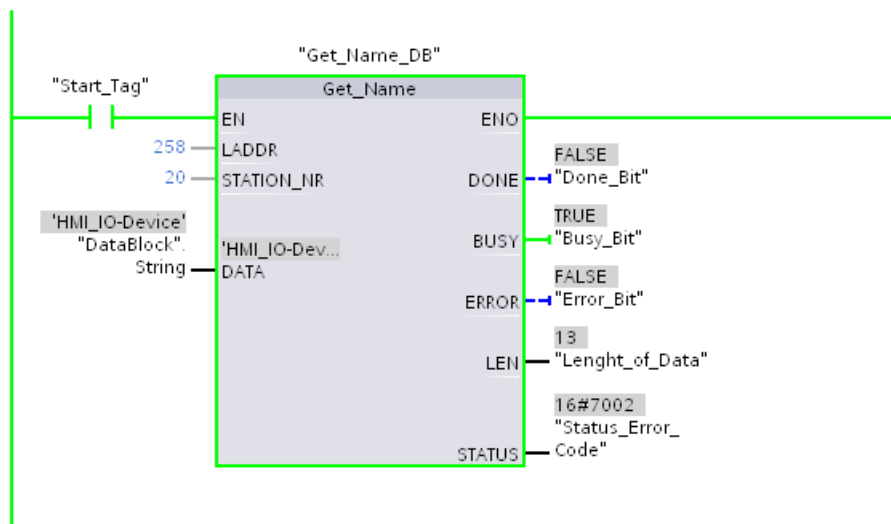 "Get_Name_DB"
"Start_Tag"
Get_Name
EN
ENO
258
LADDR
FALSE
20
STATION_NR
DONE
"Done_Bit"
'HMI_IO-Device'
TRUE
"DataBlock".
'HMI_IO-Dev...
BUSY
"Busy_Bit"
String
DATA
FALSE
ERROR
"Error_Bit"
13
LEN
"Lenght_of_Data"
16#7002
"Status_Error_
STATUS
Code"